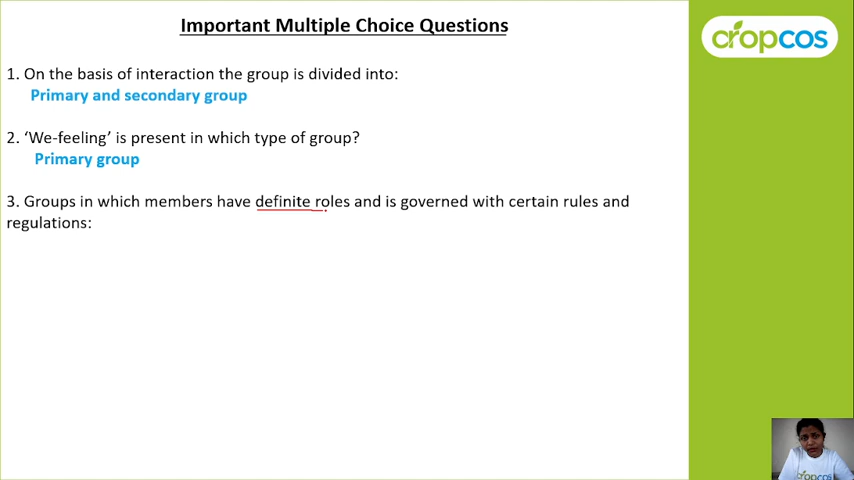 Important Multiple Choice Questions
cropcos
1. On the basis of interaction the group is divided into:
Primary and secondary group
2. ‘We-feeling’ is present in which type of group?
Primary group
3. Groups in which members have definite roles and is governed with certain rules and
regulations:
cropcos